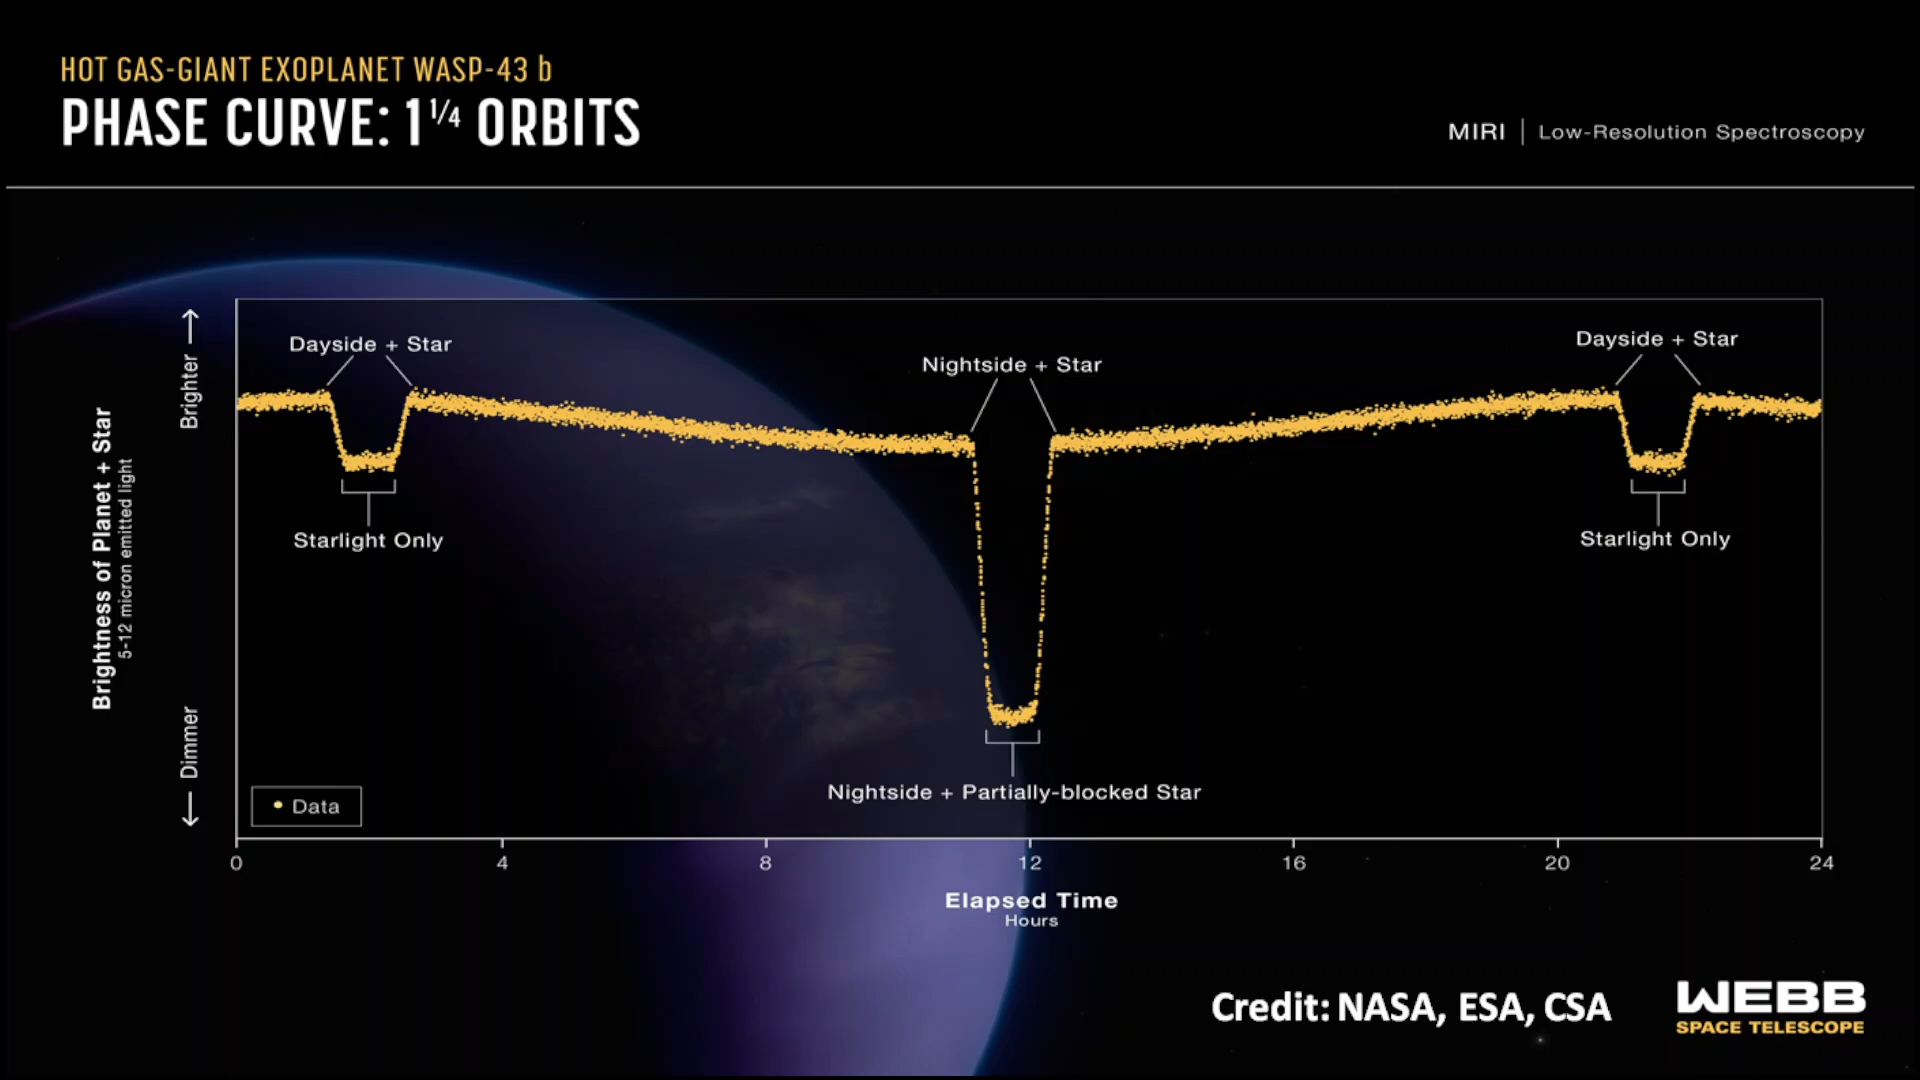 HOT GAS-GIANT EXOPLANET WASP-43 b
PHASE CURVE: 1 1/4 ORBITS
MIRI | Low-Resolution Spectroscopy
Brighter
Brightness of Planet + Star
5-12 micron emitted light
Dimmer
Dayside + Star
Starlight Only
Nightside + Star
Nightside + Partially-blocked Star
Dayside + Star
Starlight Only
Data
0 4 8 12 16 20 24
Elapsed Time
Hours
Credit: NASA, ESA, CSA
WEBB
SPACE TELESCOPE